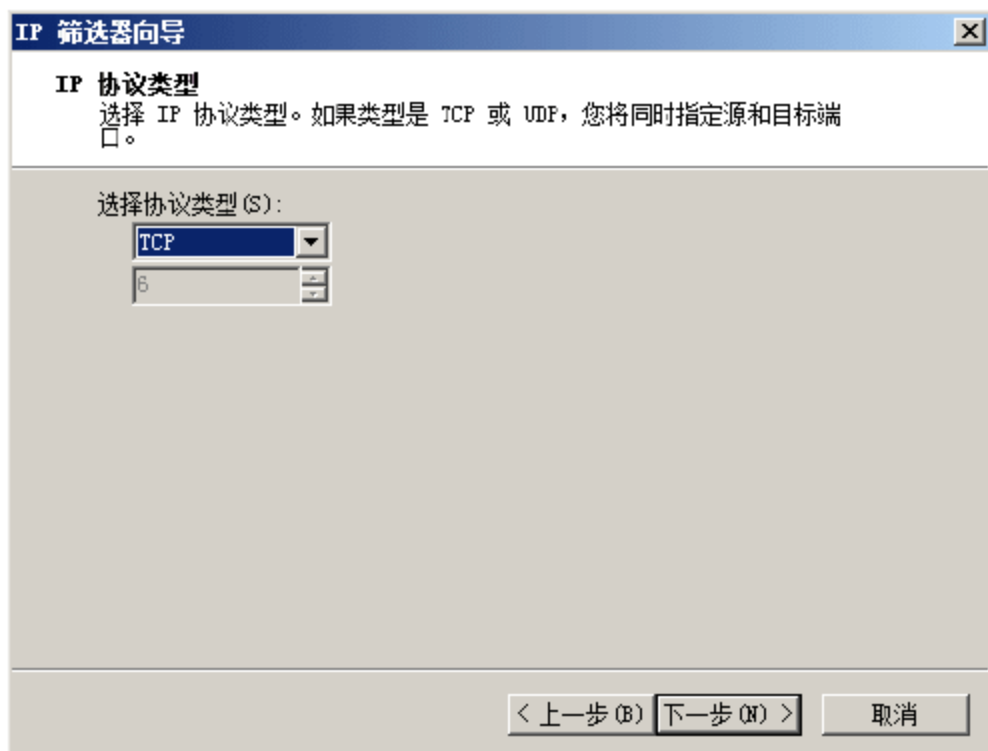 IP 筛选器向导
IP 协议类型
选择 IP 协议类型。如果类型是 TCP 或 UDP，您将同时指定源和目标端
口。
选择协议类型(S):
TCP
6
< 上一步(B) 下一步(N) > 取消